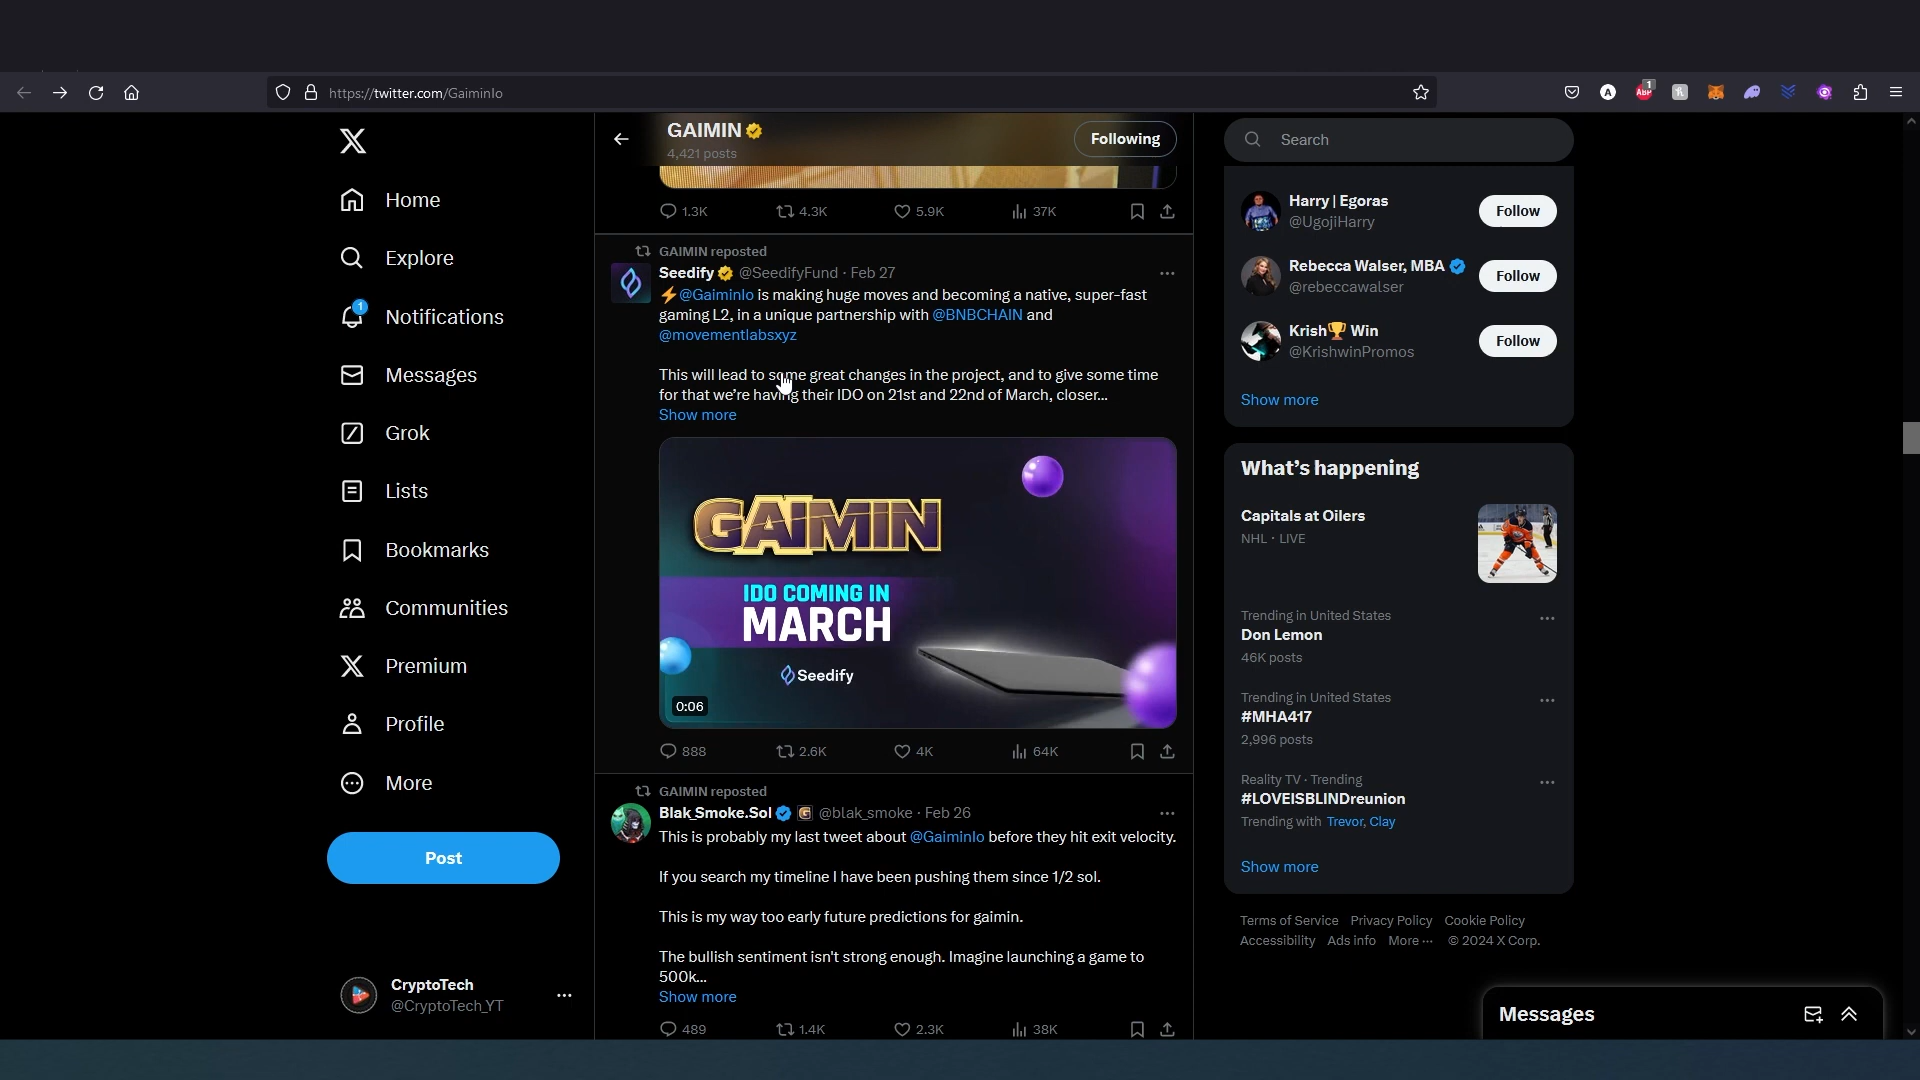 https://twitter.com/GaiminIo
A
1
ABP
GAIMIN
4,421 posts
Following
Search
Home
Explore
1
Notifications
Messages
Grok
Lists
Bookmarks
Communities
Premium
Profile
More
Post
CryptoTech
@CryptoTech_YT
1.3K
4.3K
5.9K
37K
GAIMIN reposted
Seedify @SeedifyFund · Feb 27
⚡@GaiminIo is making huge moves and becoming a native, super-fast
gaming L2, in a unique partnership with @BNBCHAIN and
@movementlabsxyz
This will lead to some great changes in the project, and to give some time
for that we’re having their IDO on 21st and 22nd of March, closer...
Show more
GAIMIN
IDO COMING IN
MARCH
Seedify
0:06
888
2.6K
4K
64K
GAIMIN reposted
Blak_Smoke.Sol G @blak_smoke · Feb 26
This is probably my last tweet about @GaiminIo before they hit exit velocity.
If you search my timeline I have been pushing them since 1/2 sol.
This is my way too early future predictions for gaimin.
The bullish sentiment isn't strong enough. Imagine launching a game to
500k...
Show more
489
1.4K
2.3K
38K
Harry | Egoras
@UgojiHarry
Follow
Rebecca Walser, MBA
@rebeccawalser
Follow
Krish🏆 Win
@KrishwinPromos
Follow
Show more
What’s happening
Capitals at Oilers
NHL · LIVE
Trending in United States
Don Lemon
46K posts
Trending in United States
#MHA417
2,996 posts
Reality TV · Trending
#LOVEISBLINDreunion
Trending with Trevor, Clay
Show more
Terms of Service Privacy Policy Cookie Policy
Accessibility Ads info More ··· © 2024 X Corp.
Messages